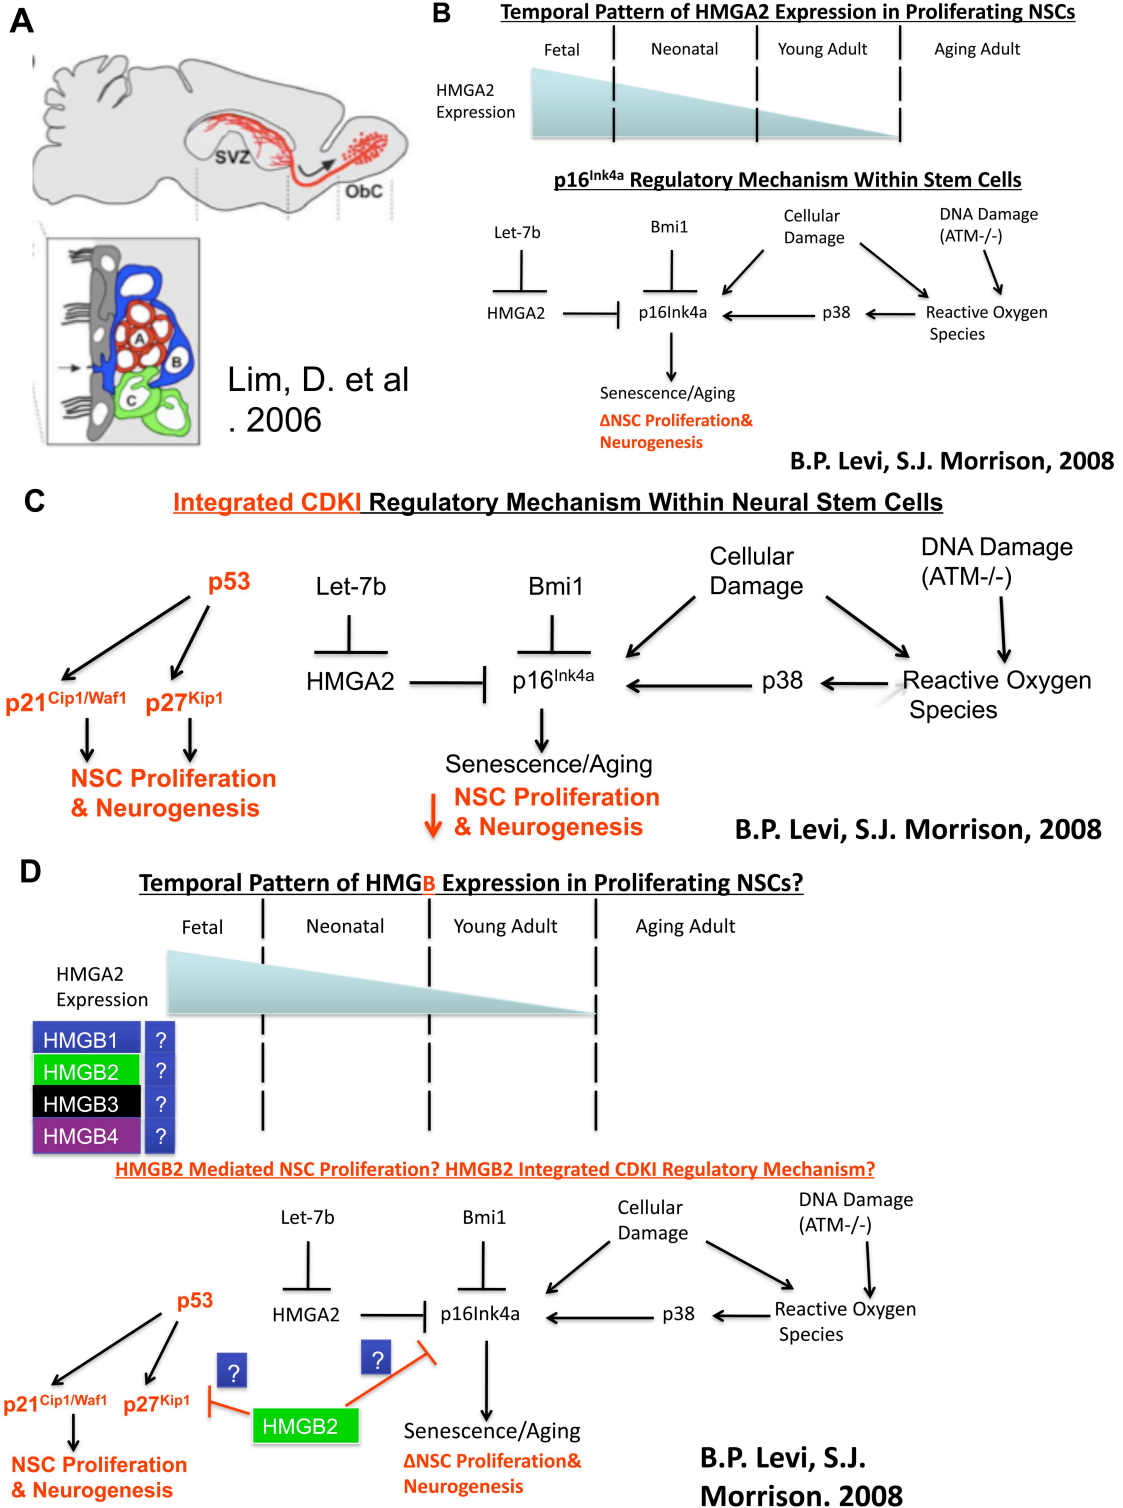 A
SVZ
ObC
A
B
C
Lim, D. et al
. 2006
B
Temporal Pattern of HMGA2 Expression in Proliferating NSCs
Fetal
Neonatal
Young Adult
Aging Adult
HMGA2
Expression
p16Ink4a Regulatory Mechanism Within Stem Cells
Let-7b
Bmi1
Cellular
Damage
DNA Damage
(ATM-/-)
HMGA2
p16Ink4a
p38
Reactive Oxygen
Species
Senescence/Aging
ΔNSC Proliferation&
Neurogenesis
B.P. Levi, S.J. Morrison, 2008
C
Integrated CDKI Regulatory Mechanism Within Neural Stem Cells
p53
Let-7b
Bmi1
Cellular
Damage
DNA Damage
(ATM-/-)
p21Cip1/Waf1
p27Kip1
HMGA2
p16Ink4a
p38
Reactive Oxygen
Species
NSC Proliferation
& Neurogenesis
Senescence/Aging
NSC Proliferation
& Neurogenesis
B.P. Levi, S.J. Morrison, 2008
D
Temporal Pattern of HMGB Expression in Proliferating NSCs?
Fetal
Neonatal
Young Adult
Aging Adult
HMGA2
Expression
HMGB1 ?
HMGB2 ?
HMGB3 ?
HMGB4 ?
HMGB2 Mediated NSC Proliferation? HMGB2 Integrated CDKI Regulatory Mechanism?
Let-7b
Bmi1
Cellular
Damage
DNA Damage
(ATM-/-)
p53
HMGA2
p16Ink4a
p38
Reactive Oxygen
Species
?
?
p21Cip1/Waf1
p27Kip1
HMGB2
Senescence/Aging
ΔNSC Proliferation&
Neurogenesis
NSC Proliferation
& Neurogenesis
B.P. Levi, S.J.
Morrison. 2008